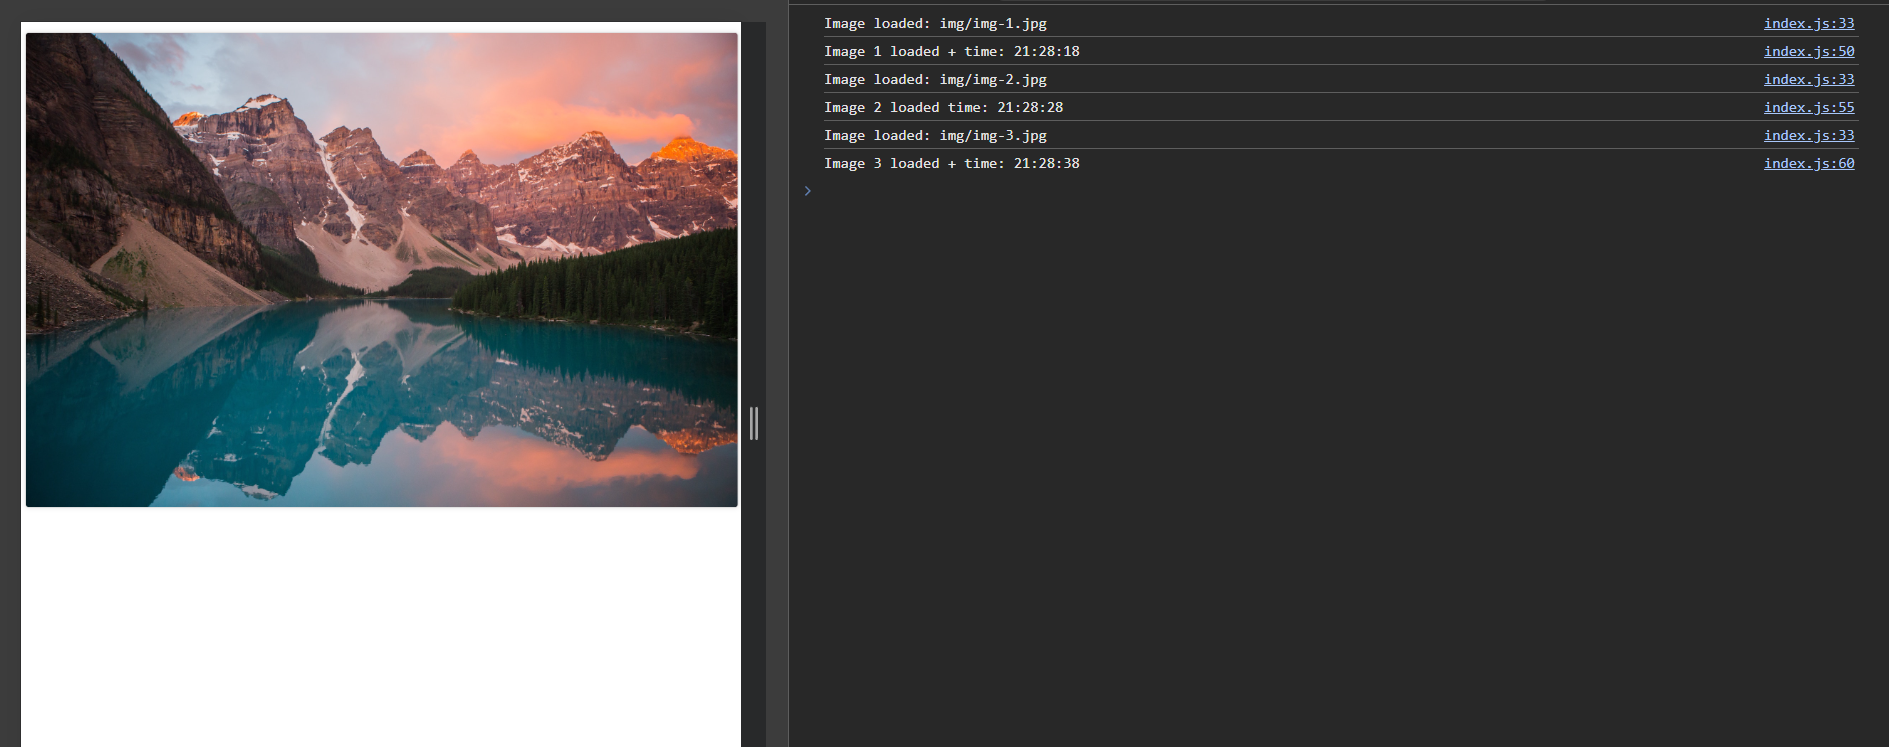 Image loaded: img/img-1.jpg index.js:33
Image 1 loaded + time: 21:28:18 index.js:50
Image loaded: img/img-2.jpg index.js:33
Image 2 loaded time: 21:28:28 index.js:55
Image loaded: img/img-3.jpg index.js:33
Image 3 loaded + time: 21:28:38 index.js:60